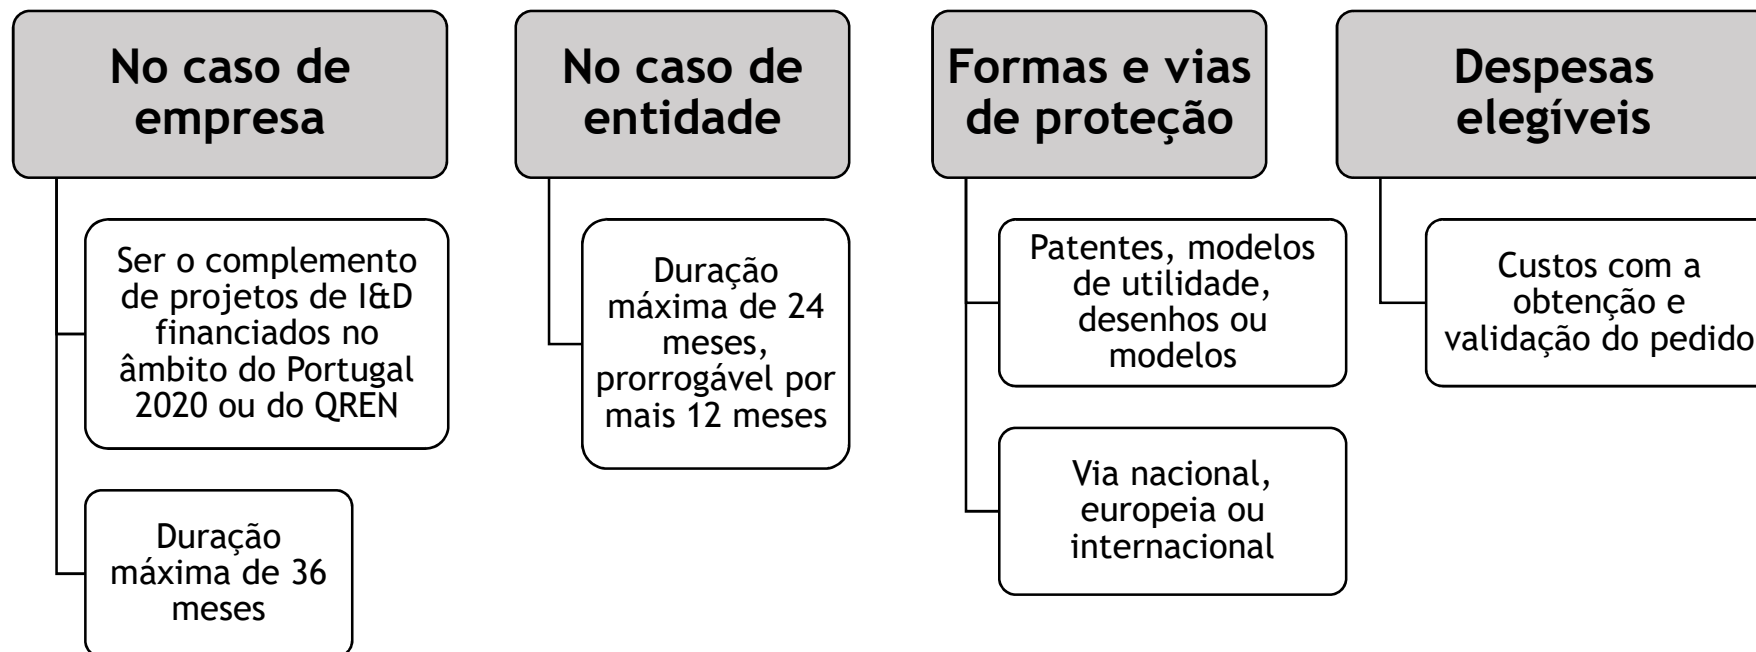 No caso de
empresa
Ser o complemento
de projetos de I&D
financiados no
âmbito do Portugal
2020 ou do QREN
Duração
máxima de 36
meses
No caso de
entidade
Duração
máxima de 24
meses,
prorrogável por
mais 12 meses
Formas e vias
de proteção
Patentes, modelos
de utilidade,
desenhos ou
modelos
Via nacional,
europeia ou
internacional
Despesas
elegíveis
Custos com a
obtenção e
validação do pedido